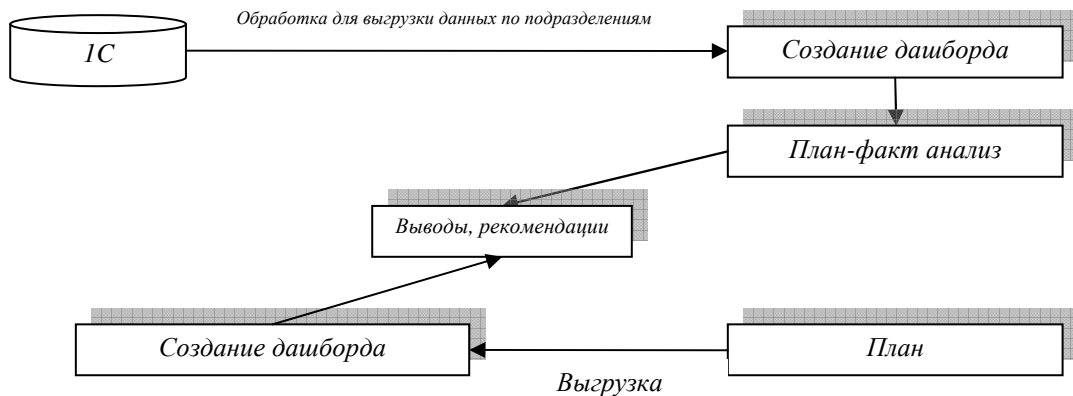 Обработка для выгрузки данных по подразделениям
1С
Создание дашборда
План-факт анализ
Выводы, рекомендации
Создание дашборда
План
Выгрузка